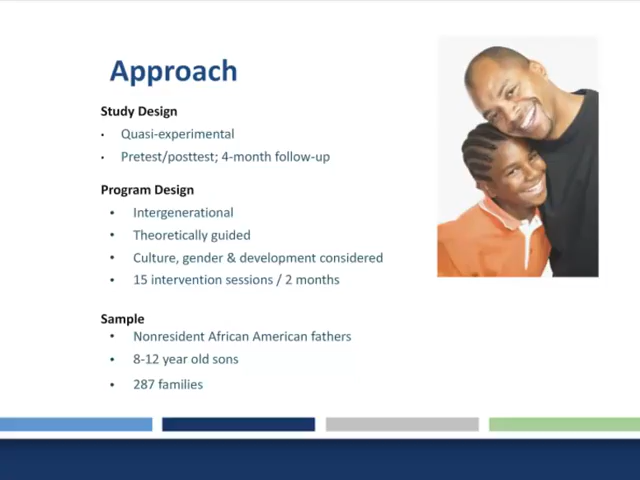 Approach
Study Design
• Quasi-experimental
• Pretest/posttest; 4-month follow-up
Program Design
• Intergenerational
• Theoretically guided
• Culture, gender & development considered
• 15 intervention sessions / 2 months
Sample
• Nonresident African American fathers
• 8-12 year old sons
• 287 families